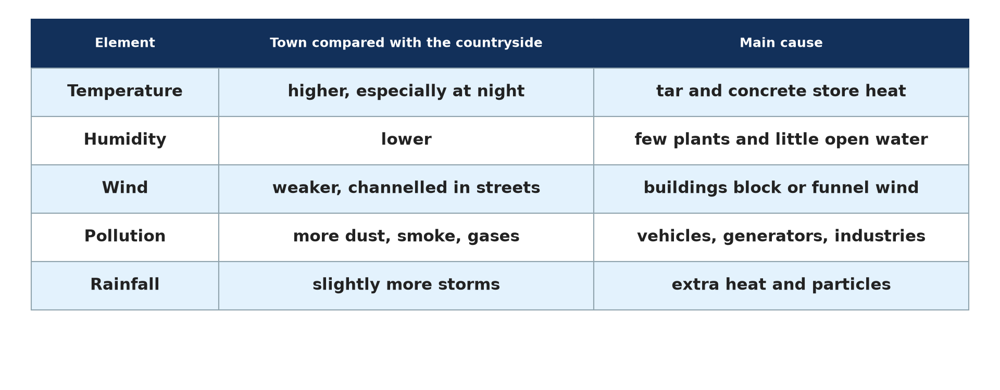 Element Town compared with the countryside Main cause
Temperature higher, especially at night tar and concrete store heat
Humidity lower few plants and little open water
Wind weaker, channelled in streets buildings block or funnel wind
Pollution more dust, smoke, gases vehicles, generators, industries
Rainfall slightly more storms extra heat and particles